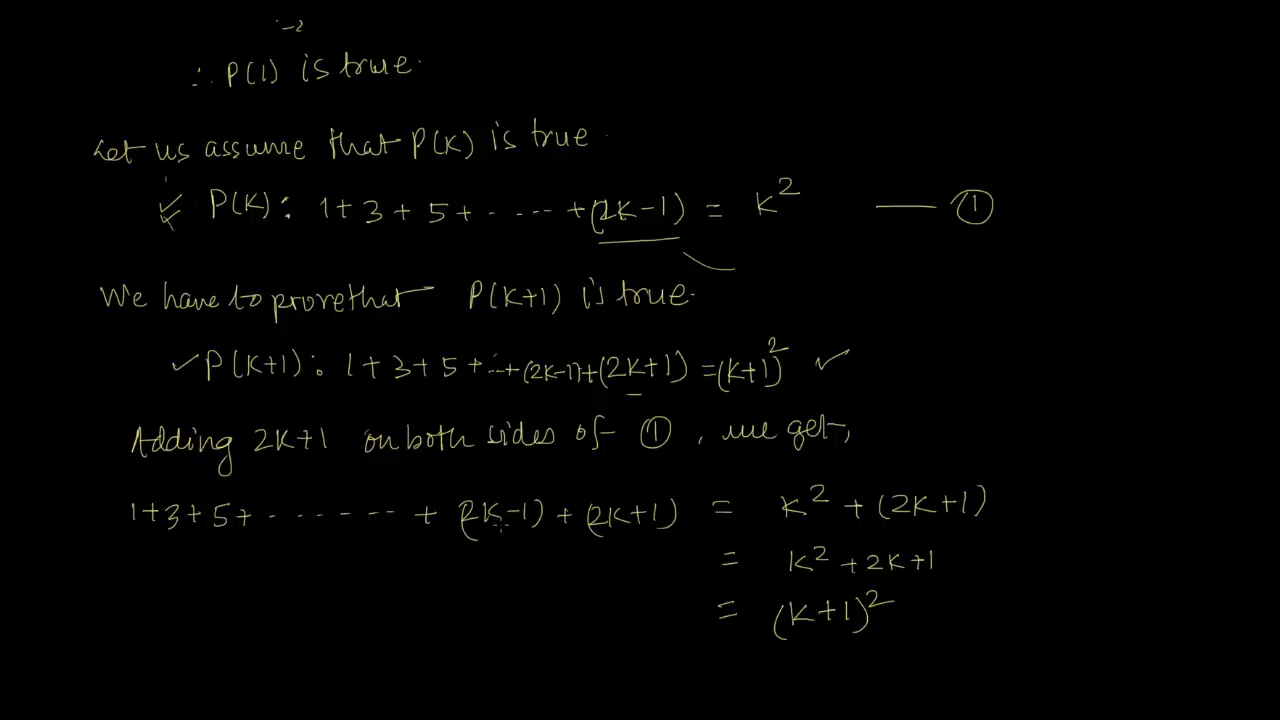 ∴ P(1) is true.
Let us assume that P(K) is true.
P(K): 1+3+5+.....+(2K-1) = K² —— ①
We have to prove that P(K+1) is true.
✓P(K+1): 1+3+5+...+(2K-1)+(2K+1) = (K+1)² ✓
Adding 2K+1 on both sides of ①, we get,
1+3+5+.......+(2K-1)+(2K+1) = K²+(2K+1)
= K²+2K+1
= (K+1)²